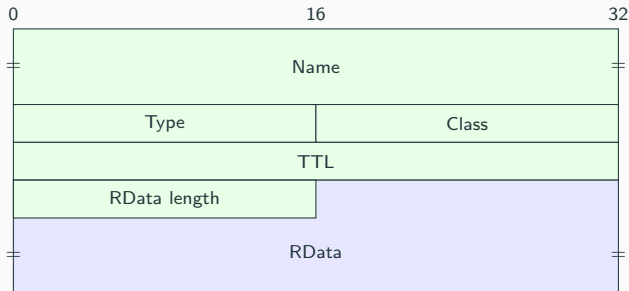 0 16 32
Name
Type Class
TTL
RData length
RData